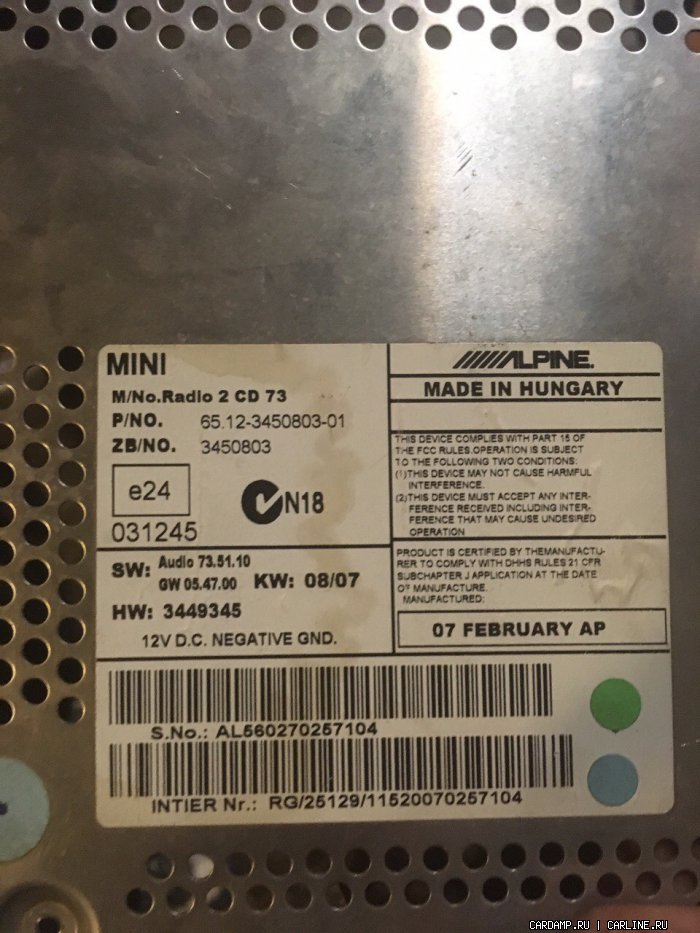 MINI
M/No.Radio 2 CD 73
P/NO. 65.12-3450803-01
ZB/NO. 3450803
e24
N18
031245
SW: Audio 73.51.10
GW 05.47.00 KW: 08/07
HW: 3449345
12V D.C. NEGATIVE GND.
ALPINE.
MADE IN HUNGARY
THIS DEVICE COMPLIES WITH PART 15 OF
THE FCC RULES.OPERATION IS SUBJECT
TO THE FOLLOWING TWO CONDITIONS:
(1)THIS DEVICE MAY NOT CAUSE HARMFUL
INTERFERENCE.
(2)THIS DEVICE MUST ACCEPT ANY INTER-
FERENCE RECEIVED INCLUDING INTER-
FERENCE THAT MAY CAUSE UNDESIRED
OPERATION
PRODUCT IS CERTIFIED BY THEMANUFACTU-
RER TO COMPLY WITH DHHS RULES 21 CFR
SUBCHAPTER J APPLICATION AT THE DATE
OF MANUFACTURE.
MANUFACTURED:
07 FEBRUARY AP
S.No.: AL560270257104
INTIER Nr.: RG/25129/11520070257104
CARDAMP.RU | CARLINE.RU